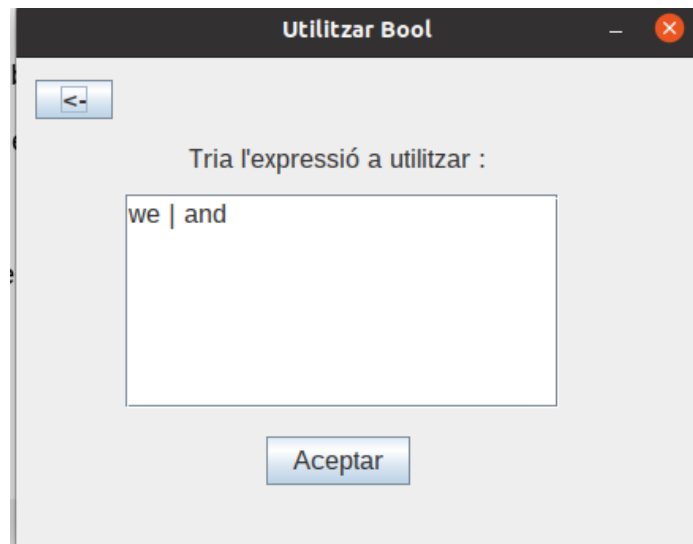 Utilitzar Bool
<-
Tria l'expressió a utilitzar :
we | and
Aceptar